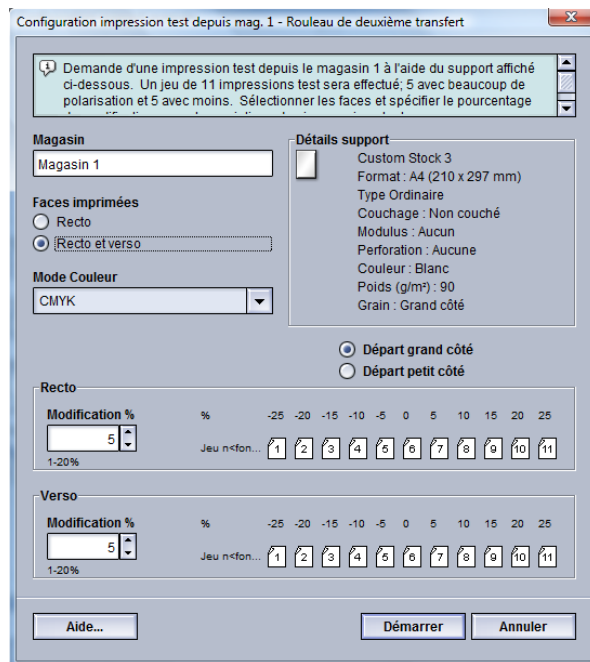 Configuration impression test depuis mag. 1 - Rouleau de deuxième transfert
Demande d'une impression test depuis le magasin 1 à l'aide du support affiché
ci-dessous. Un jeu de 11 impressions test sera effectué; 5 avec beaucoup de
polarisation et 5 avec moins. Sélectionner les faces et spécifier le pourcentage
Magasin
Magasin 1
Faces imprimées
Recto
Recto et verso
Mode Couleur
CMYK
Détails support
Custom Stock 3
Format : A4 (210 x 297 mm)
Type Ordinaire
Couchage : Non couché
Modulus : Aucun
Perforation : Aucune
Couleur : Blanc
Poids (g/m²) : 90
Grain : Grand côté
Départ grand côté
Départ petit côté
Recto
Modification %
5
1-20%
% -25 -20 -15 -10 -5 0 5 10 15 20 25
Jeu n<fon... 1 2 3 4 5 6 7 8 9 10 11
Verso
Modification %
5
1-20%
% -25 -20 -15 -10 -5 0 5 10 15 20 25
Jeu n<fon... 1 2 3 4 5 6 7 8 9 10 11
Aide... Démarrer Annuler